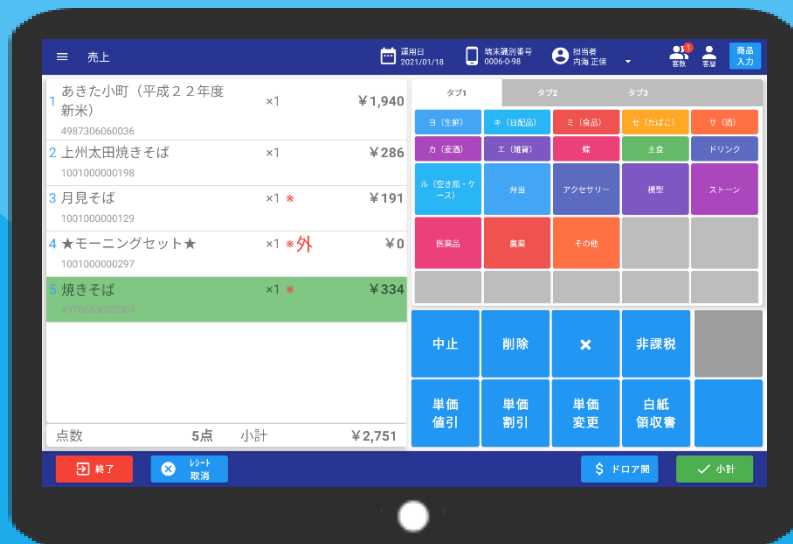 売上
運用日
2021/01/18
端末識別番号
0006-0-98
担当者
内海 正保
1
客数
客層
商品
入力
1 あきた小町（平成２２年度
新米） ×1 ¥1,940
4987306060036
2 上州太田焼きそば ×1 ¥286
1001000000198
3 月見そば ×1 ※ ¥191
1001000000129
4 ★モーニングセット★ ×1 ※外 ¥0
1001000000297
5 焼きそば ×1 ※ ¥334
点数 5点 小計 ¥2,751
タブ1 タブ2 タブ3
ヨ（生鮮） キ（日配品） ミ（食品） セ（たばこ） サ（酒）
カ（麦酒） エ（雑貨） 蝶 主食 ドリンク
ル（空き瓶・ケ
ース） 弁当 アクセサリー 模型 ストーン
医薬品 農薬 その他
中止 削除 × 非課税
単価
値引
単価
割引
単価
変更
白紙
領収書
終了
レシート
取消
$ ドロア開
小計